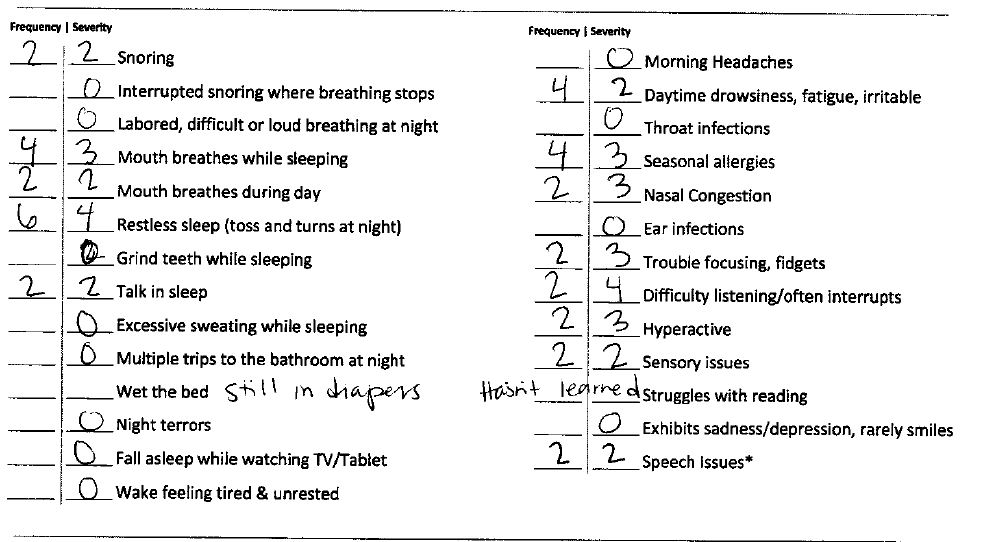 Frequency | Severity
2 2 Snoring
0 Interrupted snoring where breathing stops
0 Labored, difficult or loud breathing at night
4 3 Mouth breathes while sleeping
2 2 Mouth breathes during day
6 4 Restless sleep (toss and turns at night)
0 Grind teeth while sleeping
2 2 Talk in sleep
0 Excessive sweating while sleeping
0 Multiple trips to the bathroom at night
Wet the bed still in diapers
0 Night terrors
0 Fall asleep while watching TV/Tablet
0 Wake feeling tired & unrested
Frequency | Severity
0 Morning Headaches
4 2 Daytime drowsiness, fatigue, irritable
0 Throat infections
4 3 Seasonal allergies
2 3 Nasal Congestion
0 Ear infections
2 3 Trouble focusing, fidgets
2 4 Difficulty listening/often interrupts
2 3 Hyperactive
2 2 Sensory issues
Hasn't learned Struggles with reading
0 Exhibits sadness/depression, rarely smiles
2 2 Speech Issues*